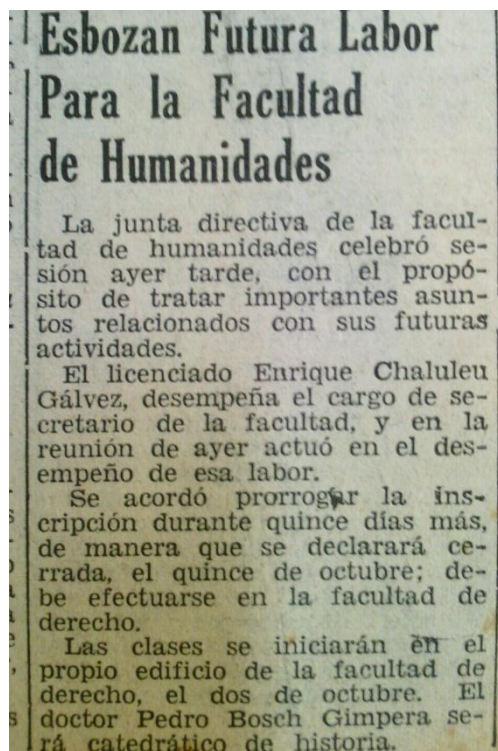 Esbozan Futura Labor
Para la Facultad
de Humanidades
La junta directiva de la facul-
tad de humanidades celebró se-
sión ayer tarde, con el propó-
sito de tratar importantes asun-
tos relacionados con sus futuras
actividades.
El licenciado Enrique Chaluleu
Gálvez, desempeña el cargo de se-
cretario de la facultad, y en la
reunión de ayer actuó en el des-
empeño de esa labor.
Se acordó prorrogar la ins-
cripción durante quince días más,
de manera que se declarará ce-
rrada, el quince de octubre; de-
be efectuarse en la facultad de
derecho.
Las clases se iniciarán en el
propio edificio de la facultad de
derecho, el dos de octubre. El
doctor Pedro Bosch Gimpera se-
rá catedrático de historia.